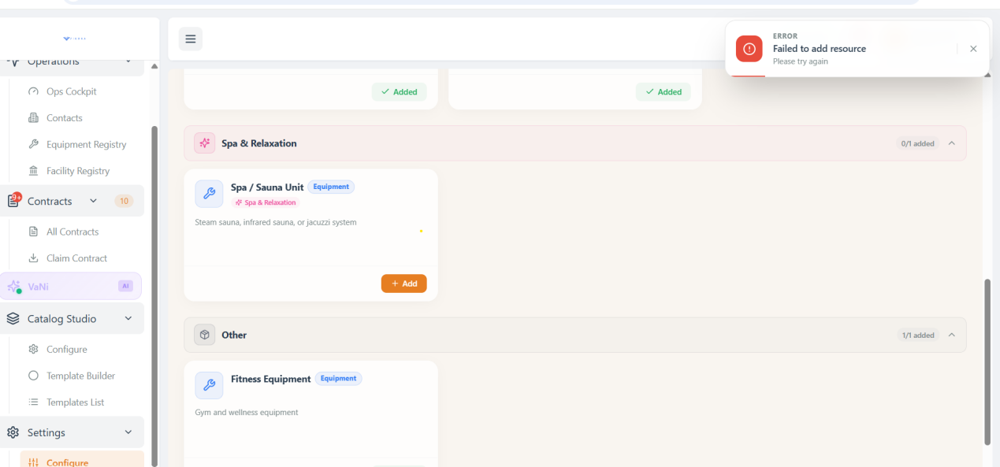 Operations
Ops Cockpit
Contacts
Equipment Registry
Facility Registry
9+
Contracts
10
All Contracts
Claim Contract
VaNi
AI
Catalog Studio
Configure
Template Builder
Templates List
Settings
Configure
ERROR
Failed to add resource
Please try again
Added
Added
Spa & Relaxation
0/1 added
Spa / Sauna Unit
Equipment
Spa & Relaxation
Steam sauna, infrared sauna, or jacuzzi system
+ Add
Other
1/1 added
Fitness Equipment
Equipment
Gym and wellness equipment